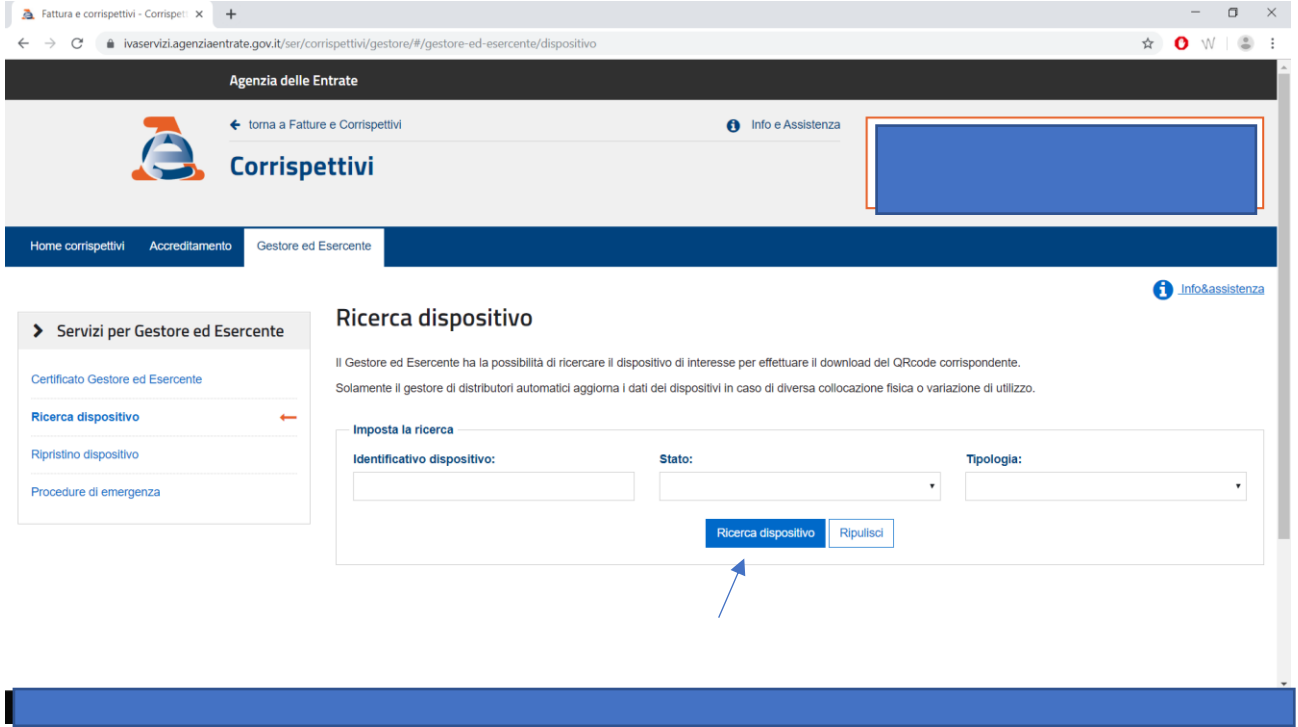 Fattura e corrispettivi - Corrispett
ivaservizi.agenziaentrate.gov.it/ser/corrispettivi/gestore/#/gestore-ed-esercente/dispositivo
Agenzia delle Entrate
torna a Fatture e Corrispettivi
Info e Assistenza
Corrispettivi
Home corrispettivi Accreditamento Gestore ed Esercente
Info&assistenza
Servizi per Gestore ed Esercente
Certificato Gestore ed Esercente
Ricerca dispositivo
Ripristino dispositivo
Procedure di emergenza
Ricerca dispositivo
Il Gestore ed Esercente ha la possibilità di ricercare il dispositivo di interesse per effettuare il download del QRcode corrispondente.
Solamente il gestore di distributori automatici aggiorna i dati dei dispositivi in caso di diversa collocazione fisica o variazione di utilizzo.
Imposta la ricerca
Identificativo dispositivo: Stato: Tipologia:
Ricerca dispositivo Ripulisci